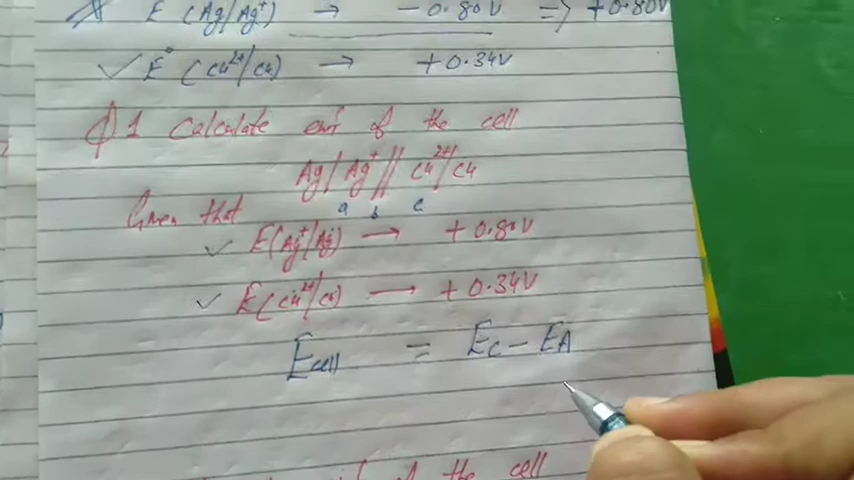 E° (Ag/Ag⁺) → - 0.80V => +0.80V
✓ E° (Cu²⁺/Cu) → +0.34V
Q1 Calculate emf of the cell
Ag/Ag⁺//Cu²⁺/Cu
a b c
Given that
✓ E(Ag⁺/Ag) → +0.80V
✓ E(Cu²⁺/Cu) → +0.34V
Ecell = Ec - EA
of the cell